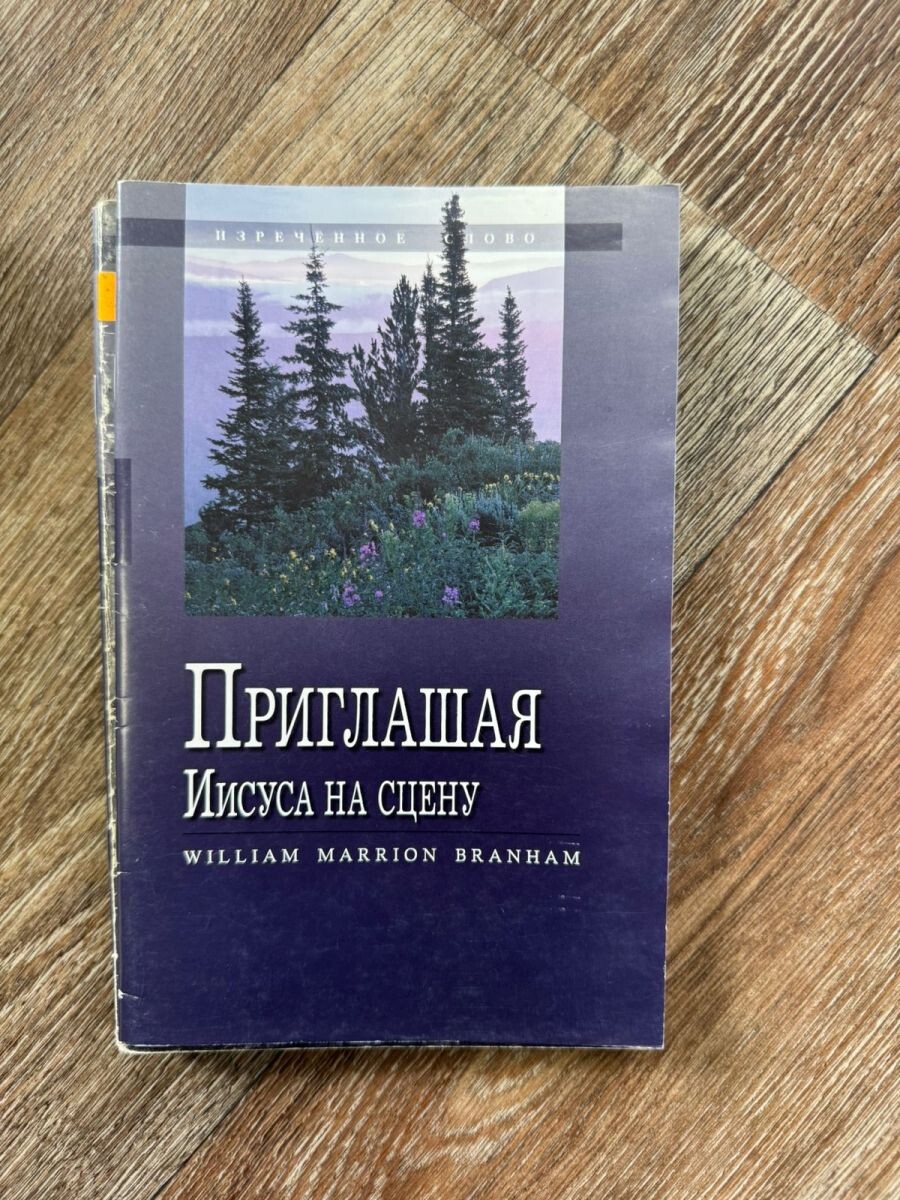 ИЗРЕЧЕННОЕ СЛОВО
ПРИГЛАШАЯ
ИИСУСА НА СЦЕНУ
WILLIAM MARRION BRANHAM